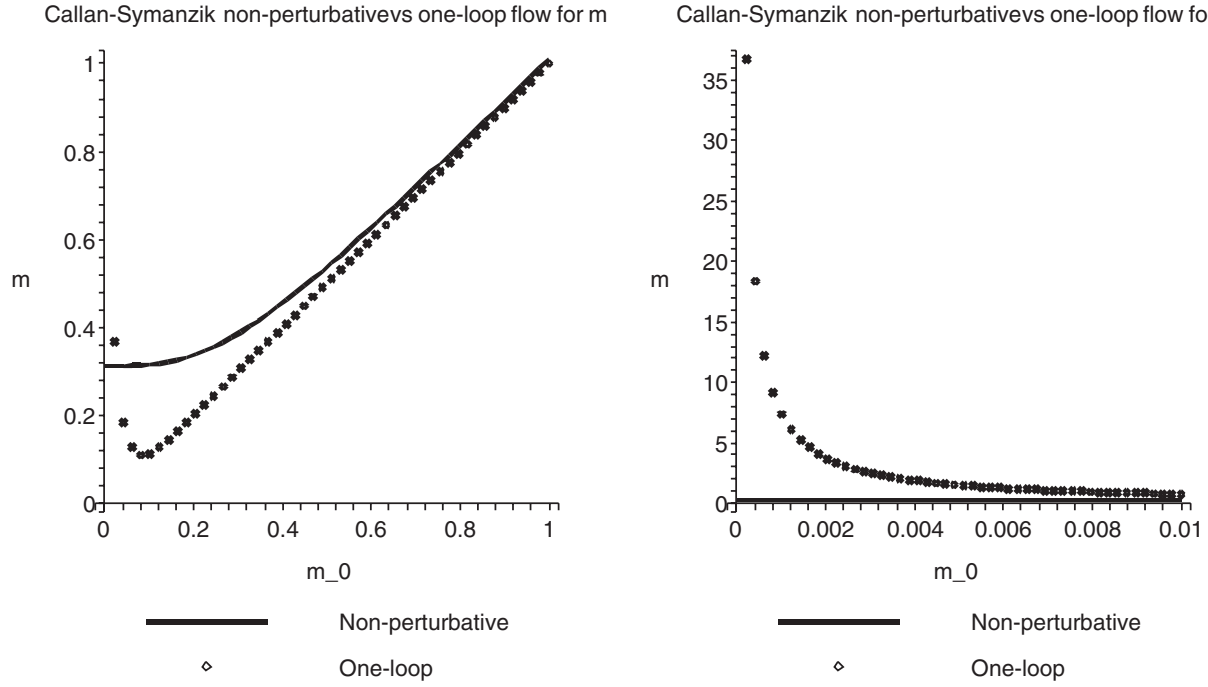 Callan-Symanzik non-perturbativevs one-loop flow for m
1
0.8
0.6
m
0.4
0.2
0
0 0.2 0.4 0.6 0.8 1
m_0
Non-perturbative
One-loop
Callan-Symanzik non-perturbativevs one-loop flow fo
35
30
25
20
m
15
10
5
0
0 0.002 0.004 0.006 0.008 0.01
m_0
Non-perturbative
One-loop